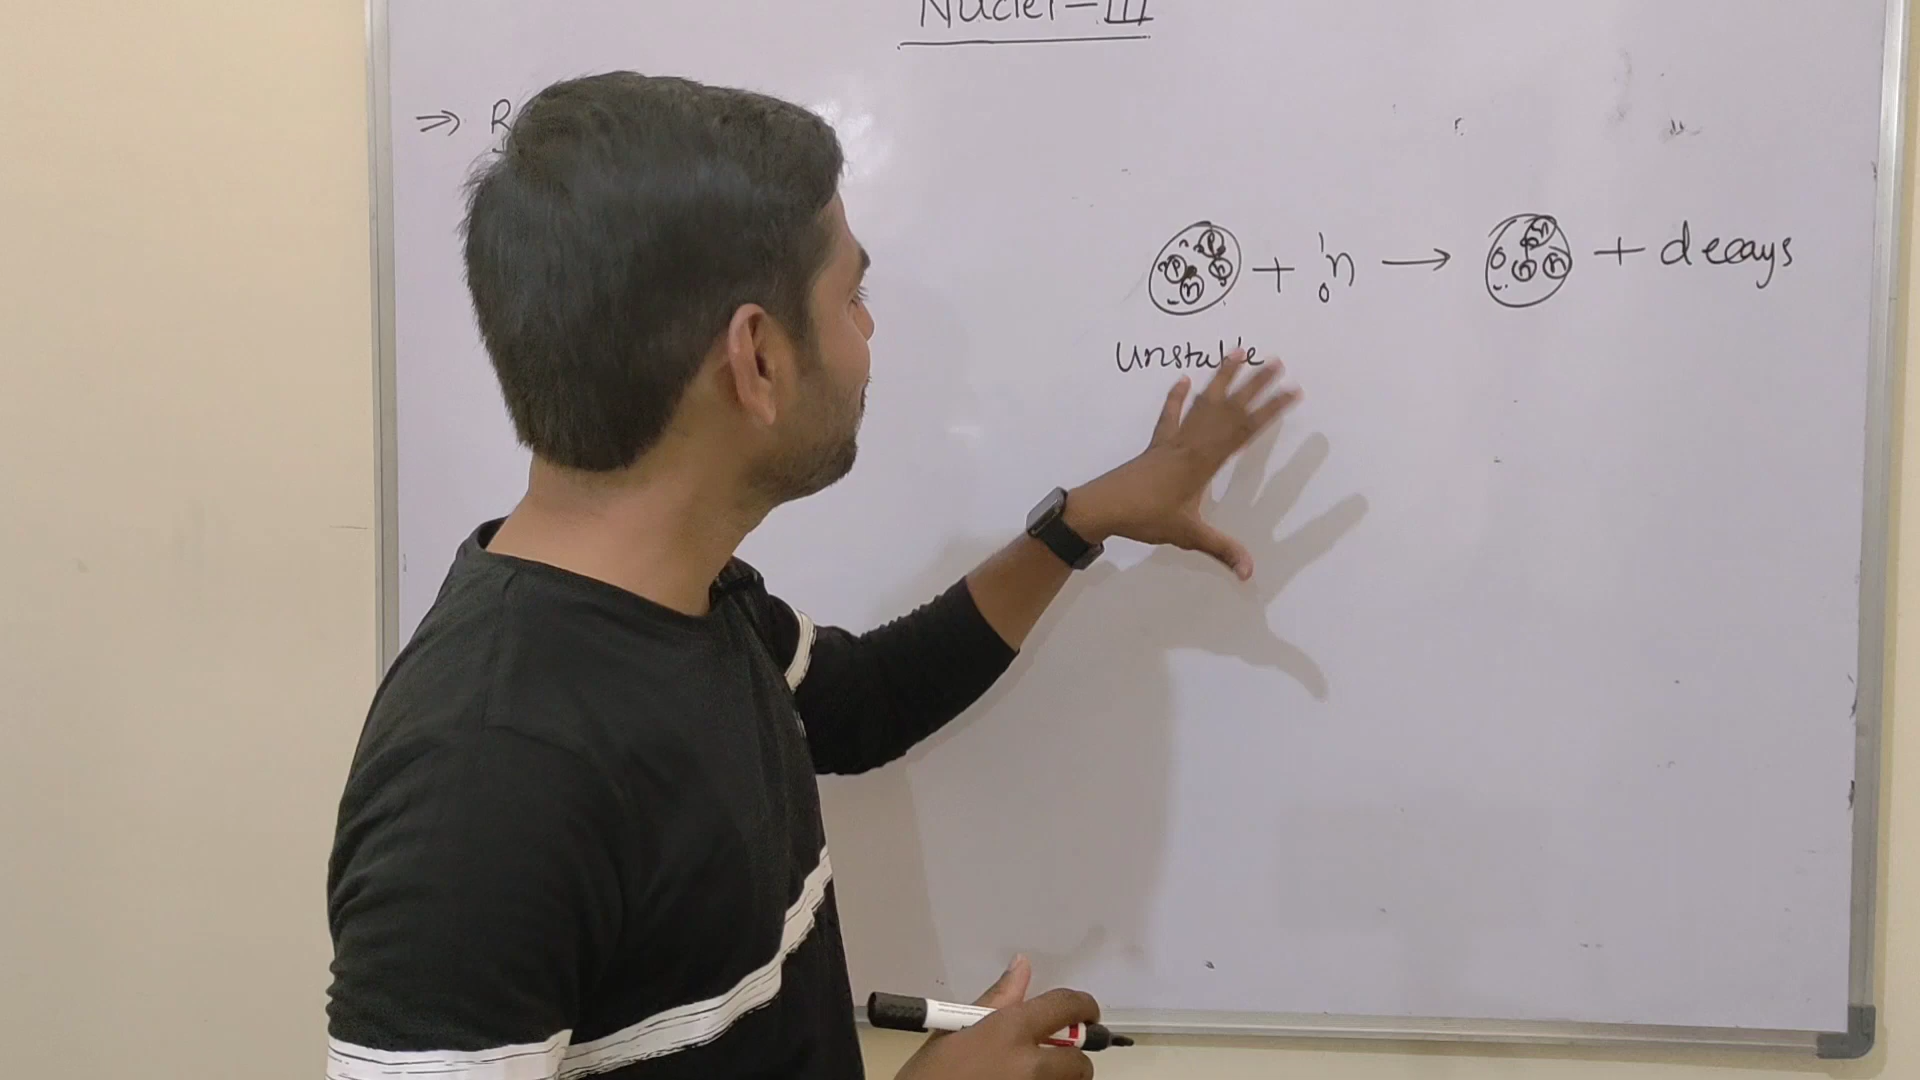 Nuclei-III
⇒ R
+ ¹₀n → + decays
unstable